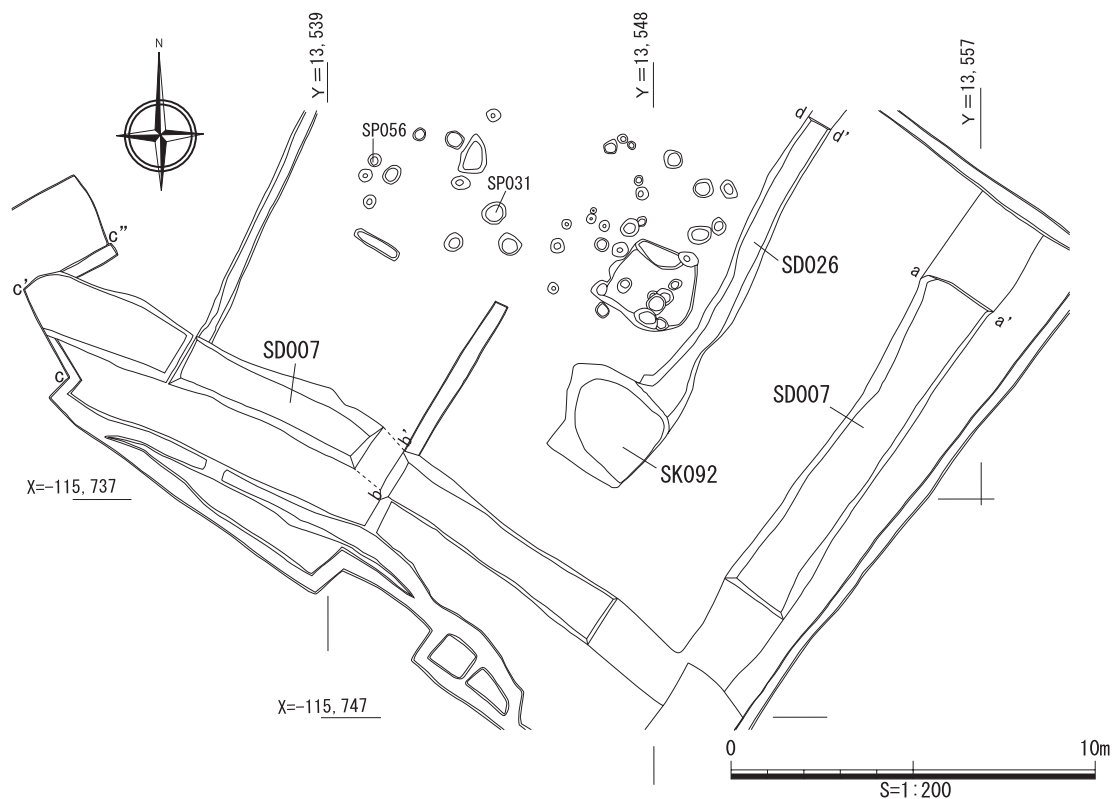 N
Y＝13,539
Y＝13,548
Y＝13,557
SP056
SP031
d
d'
SD026
c''
c'
a
a'
SD007
SD007
c
b'
b
SK092
X=-115,737
X=-115,747
0
10m
S=1:200